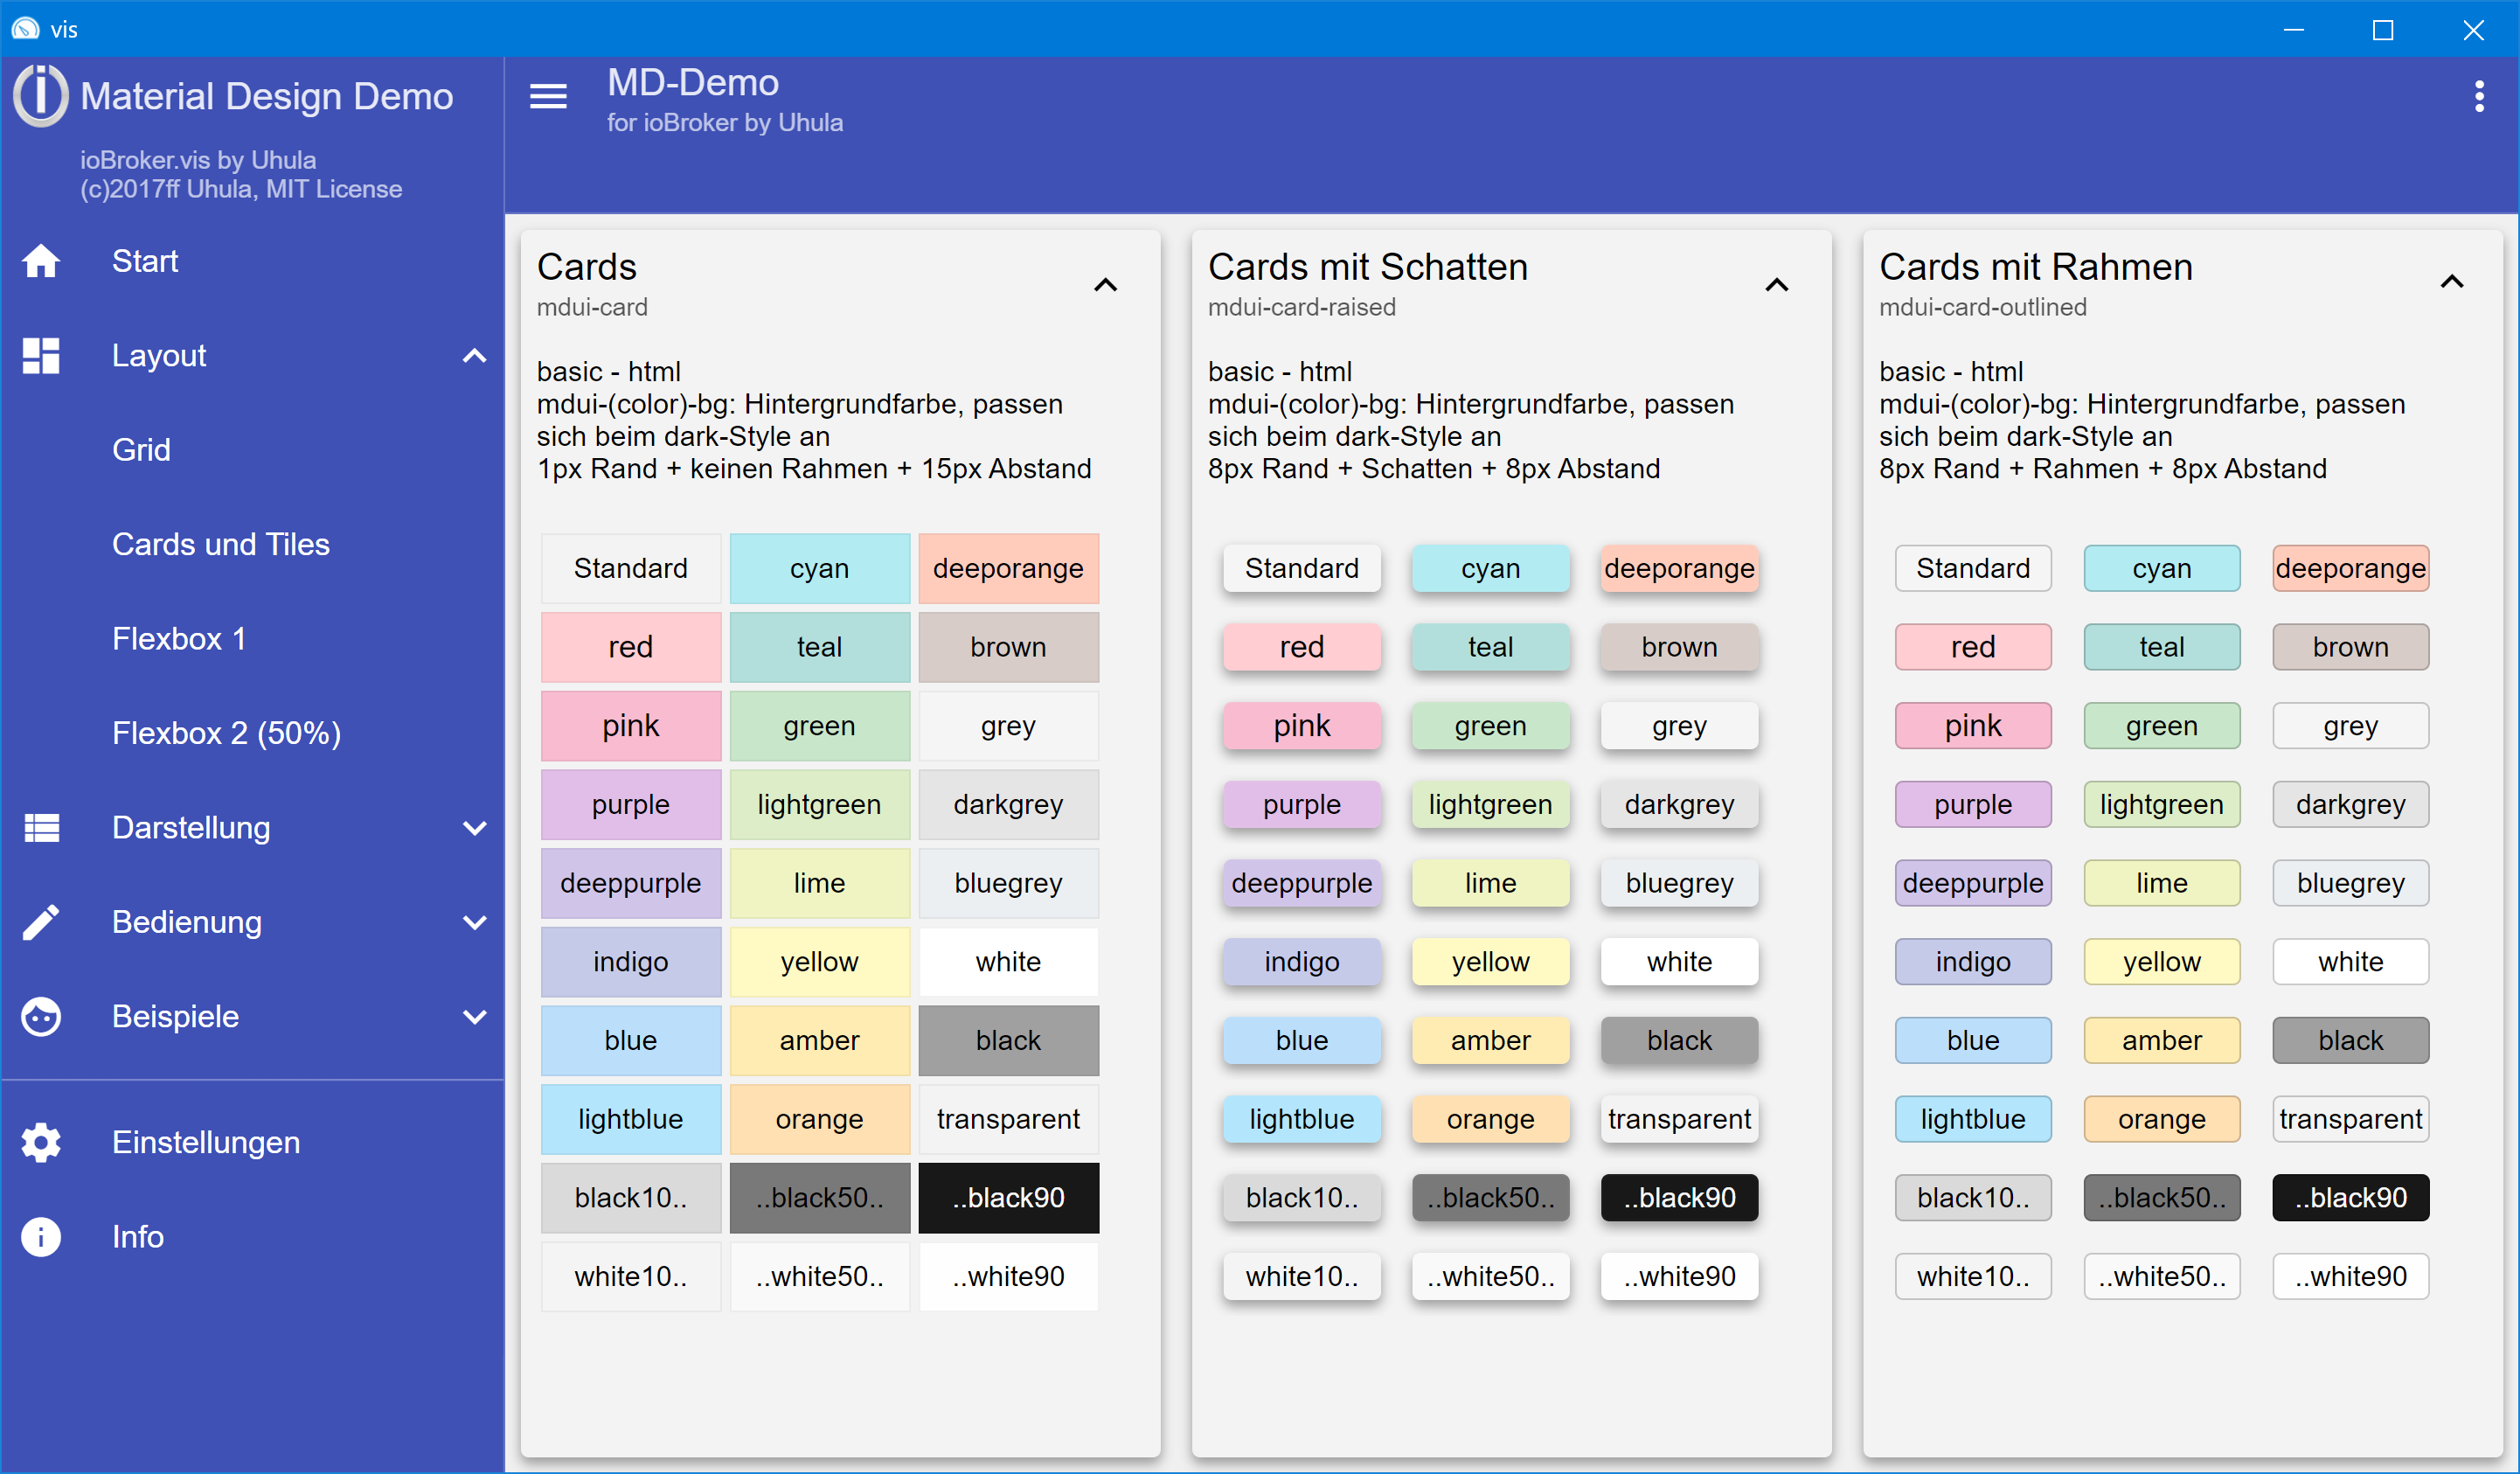 vis
Material Design Demo
ioBroker.vis by Uhula
(c)2017ff Uhula, MIT License
Start
Layout
Grid
Cards und Tiles
Flexbox 1
Flexbox 2 (50%)
Darstellung
Bedienung
Beispiele
Einstellungen
Info
MD-Demo
for ioBroker by Uhula
Cards
mdui-card
basic - html
mdui-(color)-bg: Hintergrundfarbe, passen
sich beim dark-Style an
1px Rand + keinen Rahmen + 15px Abstand
Standard cyan deeporange
red teal brown
pink green grey
purple lightgreen darkgrey
deeppurple lime bluegrey
indigo yellow white
blue amber black
lightblue orange transparent
black10.. ..black50.. ..black90
white10.. ..white50.. ..white90
Cards mit Schatten
mdui-card-raised
basic - html
mdui-(color)-bg: Hintergrundfarbe, passen
sich beim dark-Style an
8px Rand + Schatten + 8px Abstand
Standard cyan deeporange
red teal brown
pink green grey
purple lightgreen darkgrey
deeppurple lime bluegrey
indigo yellow white
blue amber black
lightblue orange transparent
black10.. ..black50.. ..black90
white10.. ..white50.. ..white90
Cards mit Rahmen
mdui-card-outlined
basic - html
mdui-(color)-bg: Hintergrundfarbe, passen
sich beim dark-Style an
8px Rand + Rahmen + 8px Abstand
Standard cyan deeporange
red teal brown
pink green grey
purple lightgreen darkgrey
deeppurple lime bluegrey
indigo yellow white
blue amber black
lightblue orange transparent
black10.. ..black50.. ..black90
white10.. ..white50.. ..white90